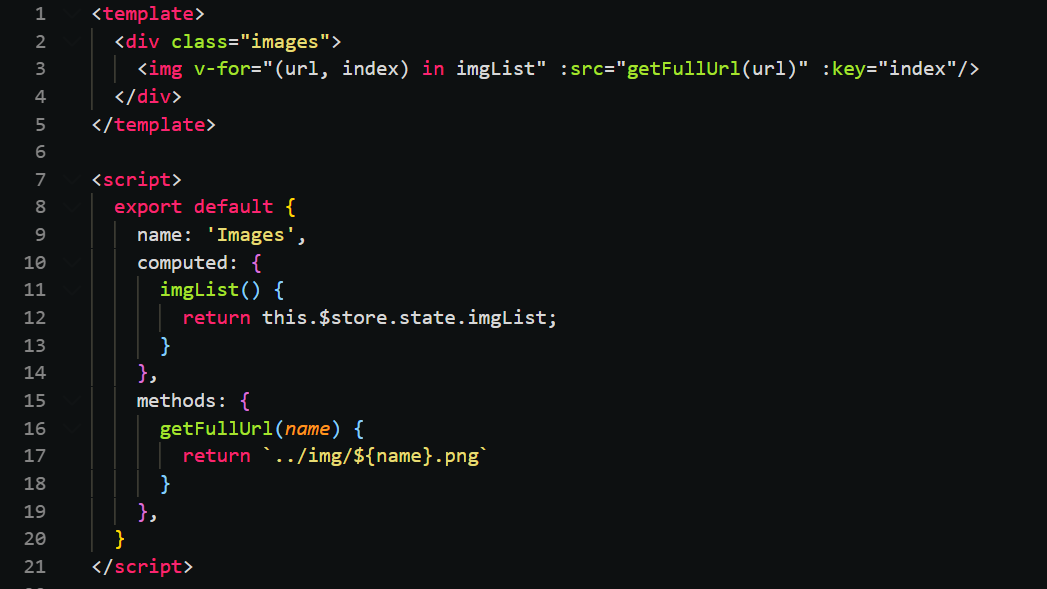 1 <template>
2 <div class="images">
3 <img v-for="(url, index) in imgList" :src="getFullUrl(url)" :key="index"/>
4 </div>
5 </template>
6
7 <script>
8 export default {
9 name: 'Images',
10 computed: {
11 imgList() {
12 return this.$store.state.imgList;
13 }
14 },
15 methods: {
16 getFullUrl(name) {
17 return `../img/${name}.png`
18 }
19 },
20 }
21 </script>